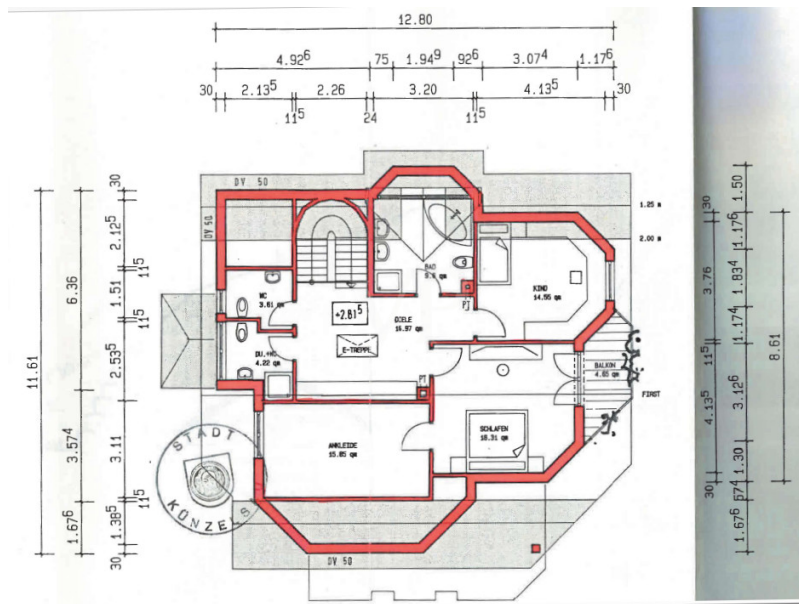 12.80
4.92⁶ 75 1.94⁹ 92⁶ 3.07⁴ 1.17⁶
30 2.13⁵ 2.26 3.20 4.13⁵ 30
11⁵ 24 11⁵
DV 50
DV 50
1.25 m
2.00 m
BAD
WC
3.61 qm
+2.81⁵
DIELE
16.97 qm
PT
KIND
14.55 qm
E-TREPPE
DU.+WC
4.22 qm
PT
BALKON
4.65 qm
FIRST
SCHLAFEN
18.31 qm
ANKLEIDE
15.85 qm
STADT
KÜNZELS
DV 50
11.61
6.36
3.57⁴
1.67⁶
30
2.12⁵
11⁵
1.51
11⁵
2.53⁵
3.11
11⁵
1.38⁵
30
30
3.76
11⁵
4.13⁵
30
1.50
1.17⁶
1.83⁴
1.17⁴
3.12⁶
1.30
57⁴
1.67⁶
8.61